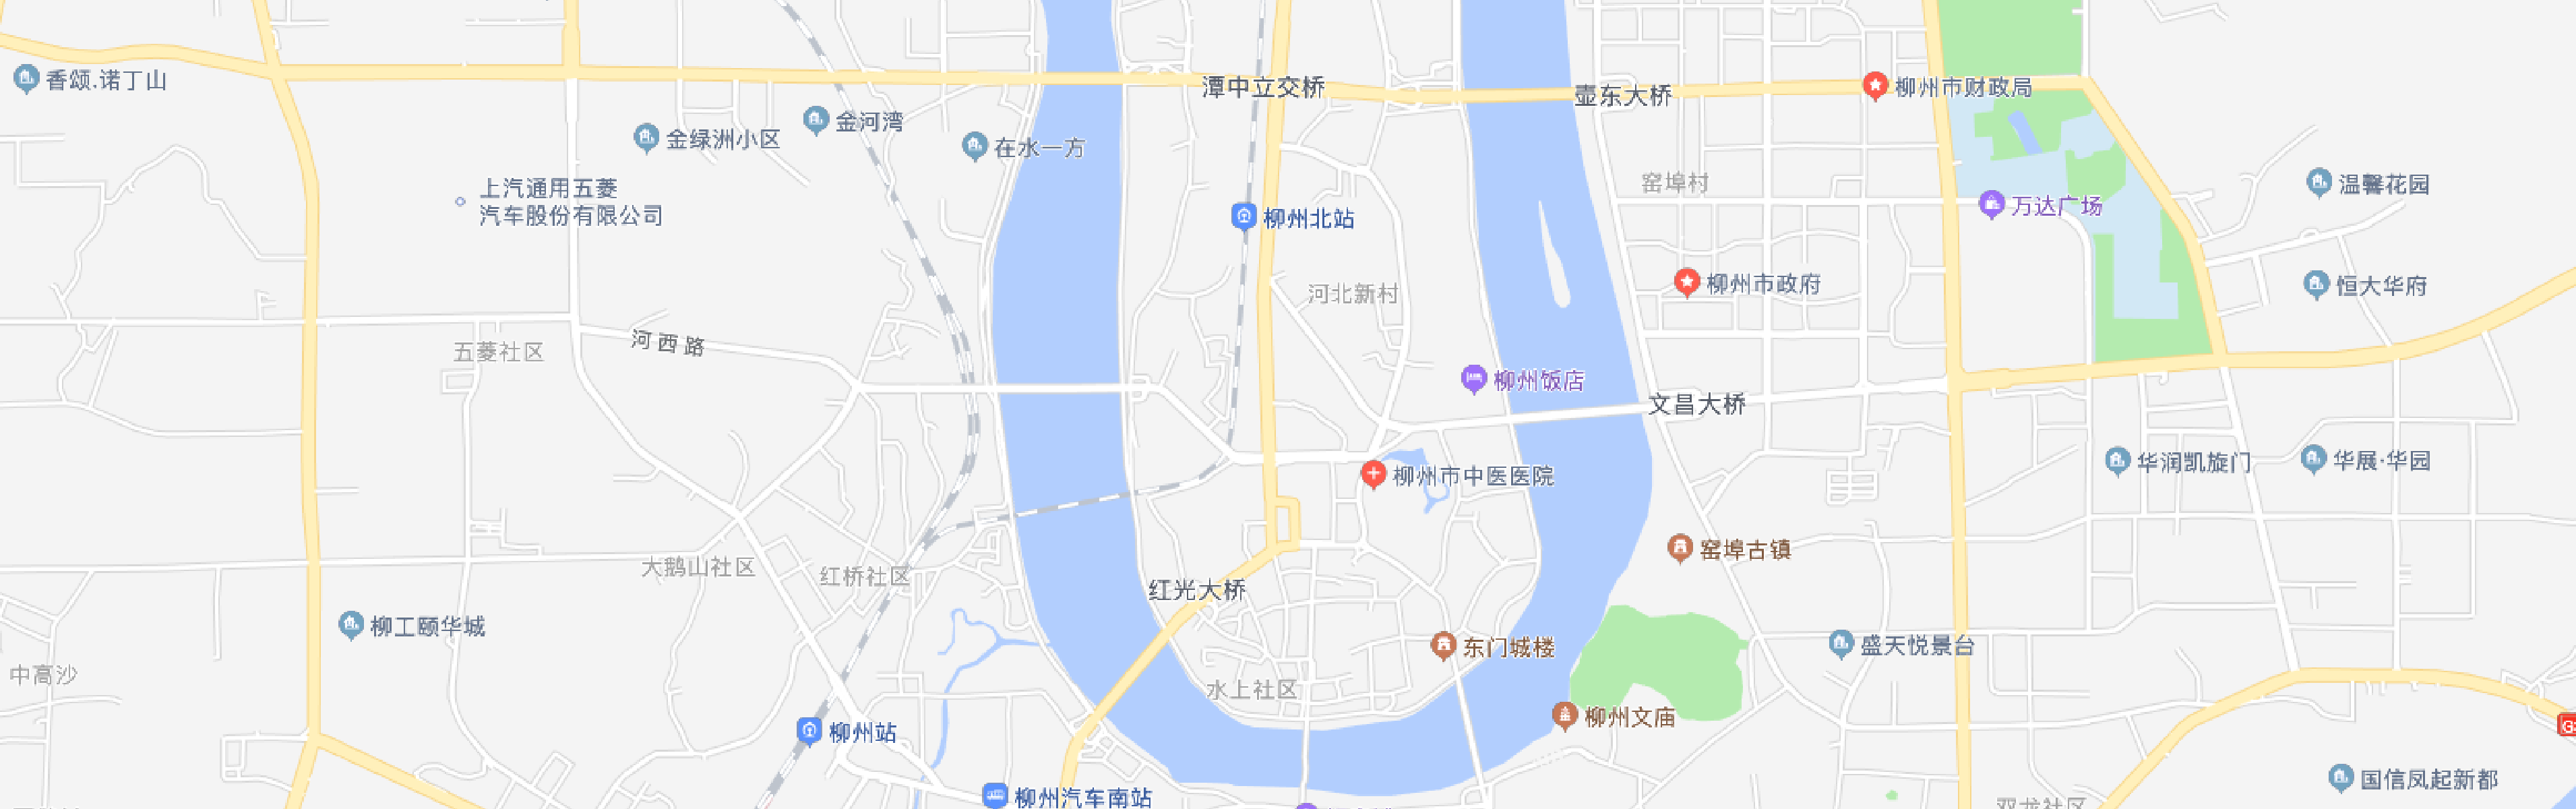 香颂.诺丁山
潭中立交桥
壶东大桥
柳州市财政局
金绿洲小区
金河湾
在水一方
上汽通用五菱
汽车股份有限公司
窑埠村
温馨花园
万达广场
柳州北站
河北新村
柳州市政府
恒大华府
五菱社区
河西路
柳州饭店
文昌大桥
柳州市中医医院
华润凯旋门
华展·华园
窑埠古镇
大鹅山社区
红桥社区
红光大桥
柳工颐华城
东门城楼
盛天悦景台
中高沙
水上社区
柳州文庙
柳州站
柳州汽车南站
国信凤起新都
双龙社区